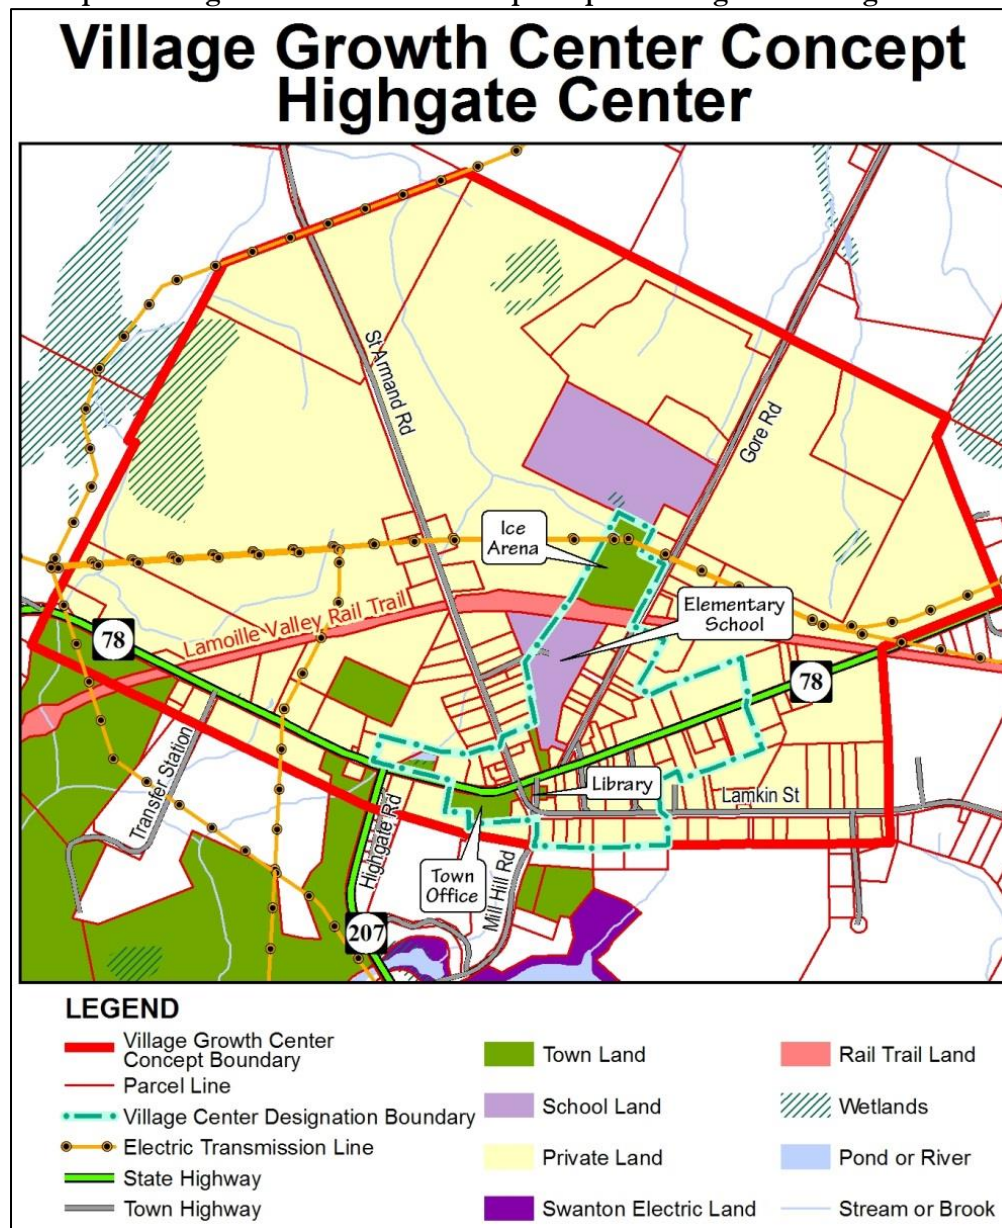 Village Growth Center Concept
Highgate Center
St Armand Rd
Gore Rd
Ice
Arena
Elementary
School
Lamoille Valley Rail Trail
78
78
Transfer Station
Highgate Rd
Library
Lamkin St
Town
Office
Mill Hill Rd
207
LEGEND
Village Growth Center
Concept Boundary
Parcel Line
Village Center Designation Boundary
Electric Transmission Line
State Highway
Town Highway
Town Land
School Land
Private Land
Swanton Electric Land
Rail Trail Land
Wetlands
Pond or River
Stream or Brook